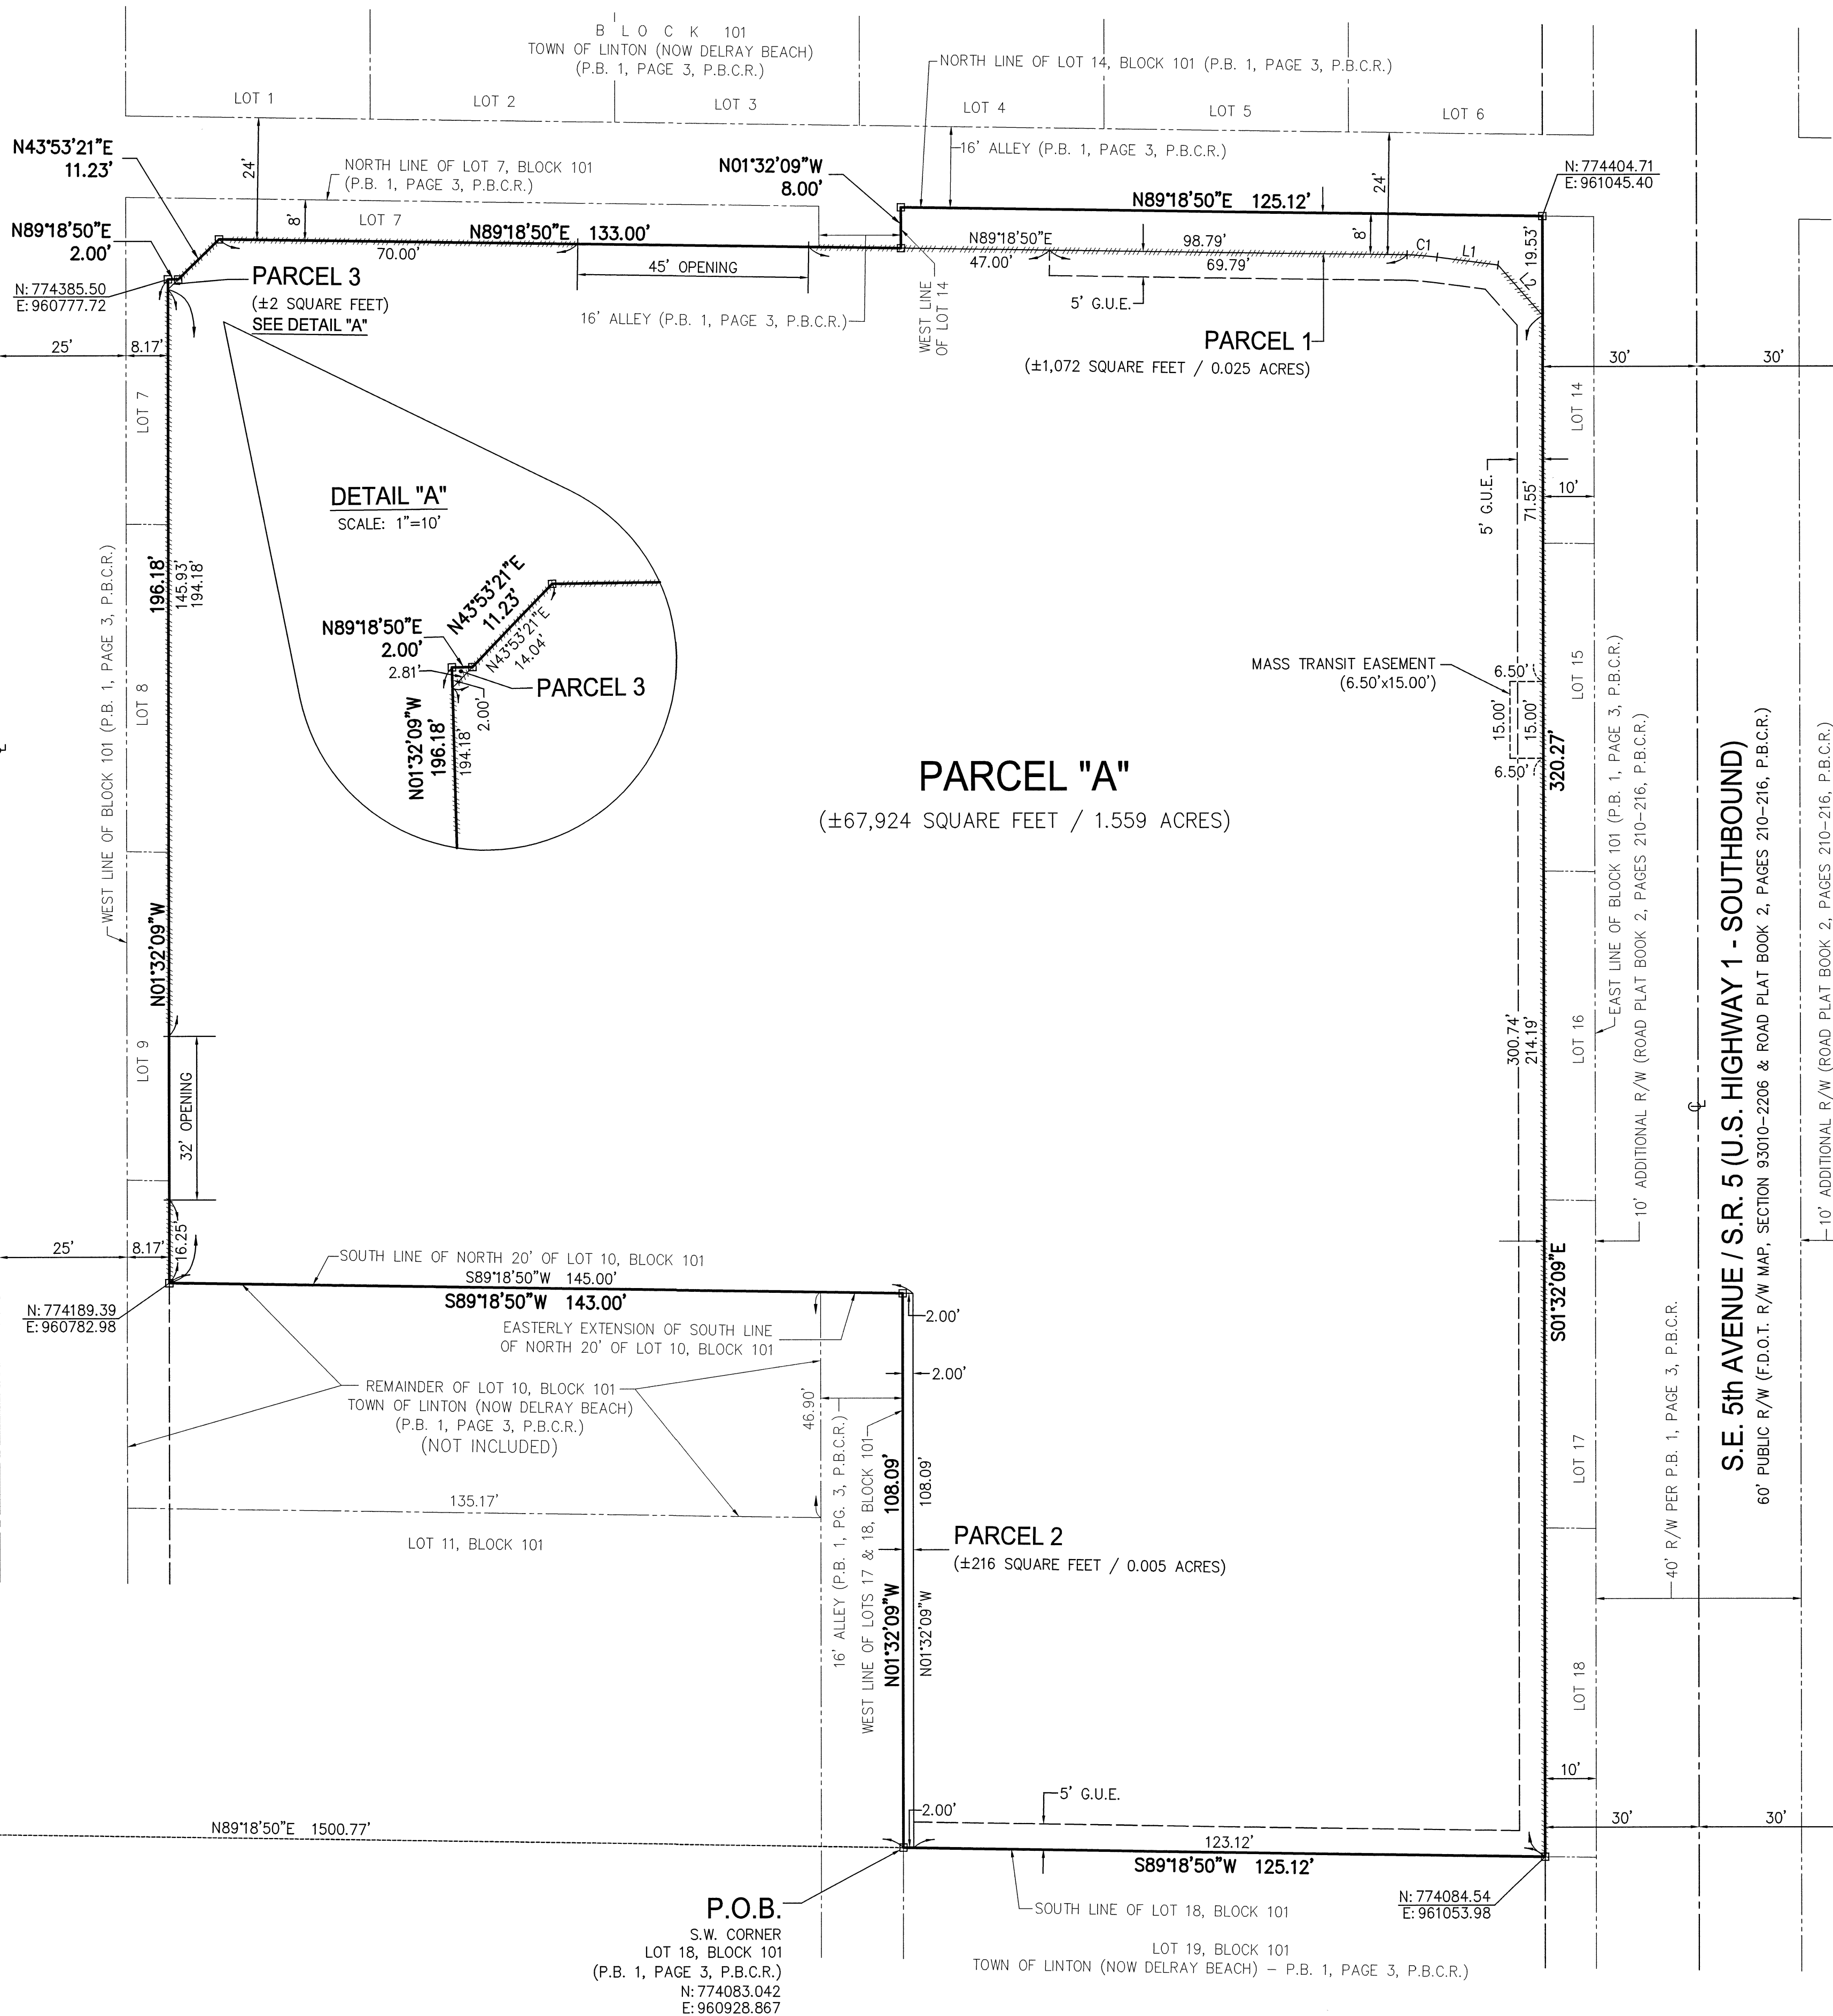 B L O C K 101
TOWN OF LINTON (NOW DELRAY BEACH)
(P.B. 1, PAGE 3, P.B.C.R.)
NORTH LINE OF LOT 14, BLOCK 101 (P.B. 1, PAGE 3, P.B.C.R.)
LOT 1
LOT 2
LOT 3
LOT 4
LOT 5
LOT 6
N43°53'21"E
11.23'
24'
NORTH LINE OF LOT 7, BLOCK 101
(P.B. 1, PAGE 3, P.B.C.R.)
N01°32'09"W
8.00'
16' ALLEY (P.B. 1, PAGE 3, P.B.C.R.)
24'
N: 774404.71
E: 961045.40
N89°18'50"E 125.12'
8'
LOT 7
N89°18'50"E
2.00'
N89°18'50"E 133.00'
70.00'
45' OPENING
N89°18'50"E
98.79'
47.00'
69.79'
8'
C1
L1
L2
19.53'
N: 774385.50
E: 960777.72
PARCEL 3
(±2 SQUARE FEET)
SEE DETAIL "A"
16' ALLEY (P.B. 1, PAGE 3, P.B.C.R.)
WEST LINE
OF LOT 14
5' G.U.E.
PARCEL 1
(±1,072 SQUARE FEET / 0.025 ACRES)
25'
8.17'
30'
30'
LOT 7
LOT 14
DETAIL "A"
SCALE: 1"=10'
5' G.U.E.
71.55'
10'
WEST LINE OF BLOCK 101 (P.B. 1, PAGE 3, P.B.C.R.)
196.18'
145.93'
194.18'
N43°53'21"E
11.23'
N89°18'50"E
2.00'
2.81'
N43°53'21"E
14.04'
PARCEL 3
2.00'
N01°32'09"W
196.18'
194.18'
LOT 8
MASS TRANSIT EASEMENT
(6.50'x15.00')
6.50'
15.00'
15.00'
6.50'
LOT 15
320.27'
PARCEL "A"
(±67,924 SQUARE FEET / 1.559 ACRES)
EAST LINE OF BLOCK 101 (P.B. 1, PAGE 3, P.B.C.R.)
10' ADDITIONAL R/W (ROAD PLAT BOOK 2, PAGES 210-216, P.B.C.R.)
S.E. 5th AVENUE / S.R. 5 (U.S. HIGHWAY 1 - SOUTHBOUND)
60' PUBLIC R/W (F.D.O.T. R/W MAP, SECTION 93010-2206 & ROAD PLAT BOOK 2, PAGES 210-216, P.B.C.R.)
10' ADDITIONAL R/W (ROAD PLAT BOOK 2, PAGES 210-216, P.B.C.R.)
N01°32'09"W
LOT 9
32' OPENING
300.74'
214.19'
LOT 16
25'
8.17'
16.25'
SOUTH LINE OF NORTH 20' OF LOT 10, BLOCK 101
S89°18'50"W 145.00'
S89°18'50"W 143.00'
N: 774189.39
E: 960782.98
EASTERLY EXTENSION OF SOUTH LINE
OF NORTH 20' OF LOT 10, BLOCK 101
2.00'
2.00'
S01°32'09"E
REMAINDER OF LOT 10, BLOCK 101
TOWN OF LINTON (NOW DELRAY BEACH)
(P.B. 1, PAGE 3, P.B.C.R.)
(NOT INCLUDED)
46.90'
135.17'
LOT 11, BLOCK 101
16' ALLEY (P.B. 1, PG. 3, P.B.C.R.)
WEST LINE OF LOTS 17 & 18, BLOCK 101
108.09'
N01°32'09"W
108.09'
N01°32'09"W
PARCEL 2
(±216 SQUARE FEET / 0.005 ACRES)
LOT 17
40' R/W PER P.B. 1, PAGE 3, P.B.C.R.
LOT 18
10'
2.00'
5' G.U.E.
30'
30'
N89°18'50"E 1500.77'
123.12'
S89°18'50"W 125.12'
P.O.B.
S.W. CORNER
LOT 18, BLOCK 101
(P.B. 1, PAGE 3, P.B.C.R.)
N: 774083.042
E: 960928.867
SOUTH LINE OF LOT 18, BLOCK 101
N: 774084.54
E: 961053.98
LOT 19, BLOCK 101
TOWN OF LINTON (NOW DELRAY BEACH) - P.B. 1, PAGE 3, P.B.C.R.)